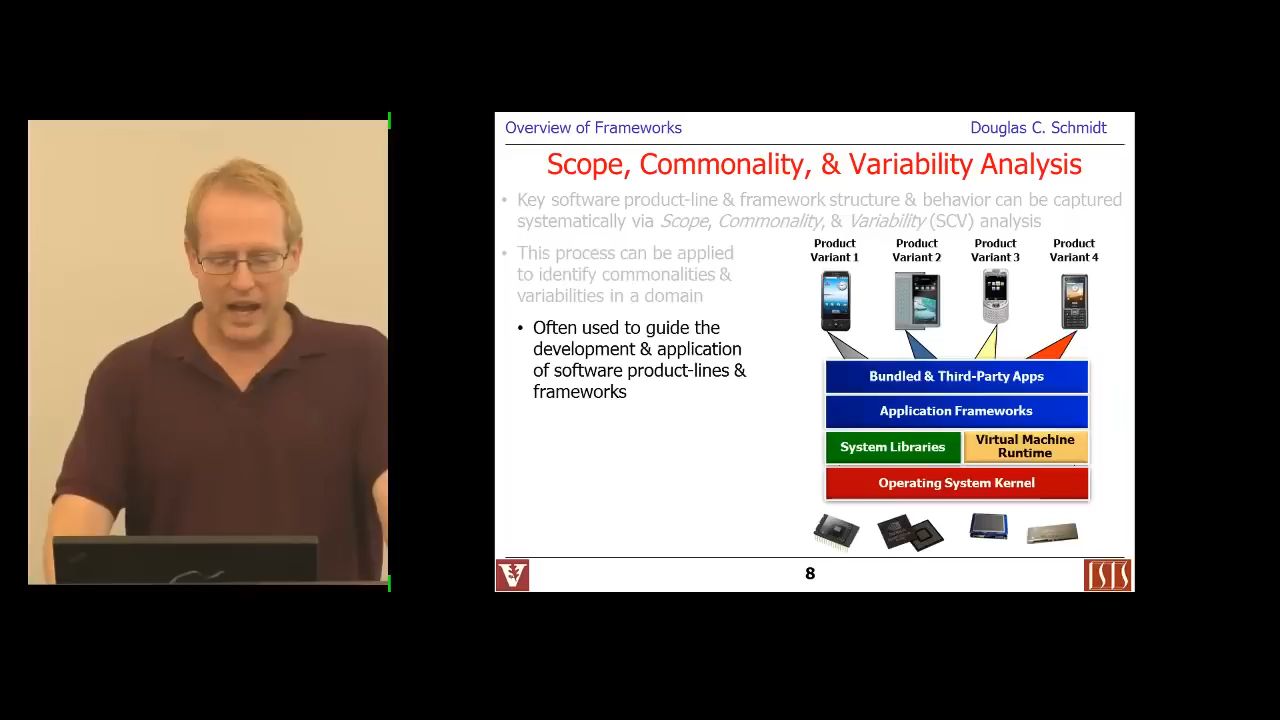 Overview of Frameworks
Douglas C. Schmidt
Scope, Commonality, & Variability Analysis
• Key software product-line & framework structure & behavior can be captured
systematically via Scope, Commonality, & Variability (SCV) analysis
• This process can be applied
to identify commonalities &
variabilities in a domain
• Often used to guide the
development & application
of software product-lines &
frameworks
Product
Variant 1
Product
Variant 2
Product
Variant 3
Product
Variant 4
Bundled & Third-Party Apps
Application Frameworks
System Libraries
Virtual Machine
Runtime
Operating System Kernel
8
V
ISIS